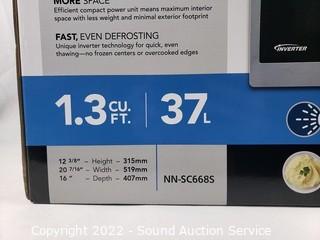 MORE SPACE
Efficient compact power unit means maximum interior
space with less weight and minimal exterior footprint
FAST, EVEN DEFROSTING
Unique inverter technology for quick, even
thawing—no frozen centers or overcooked edges
INVERTER
1.3 CU. FT. | 37L
12 3/8" - Height - 315mm
20 7/16" - Width - 519mm
16 " - Depth - 407mm
NN-SC668S
Copyright 2022 - Sound Auction Service